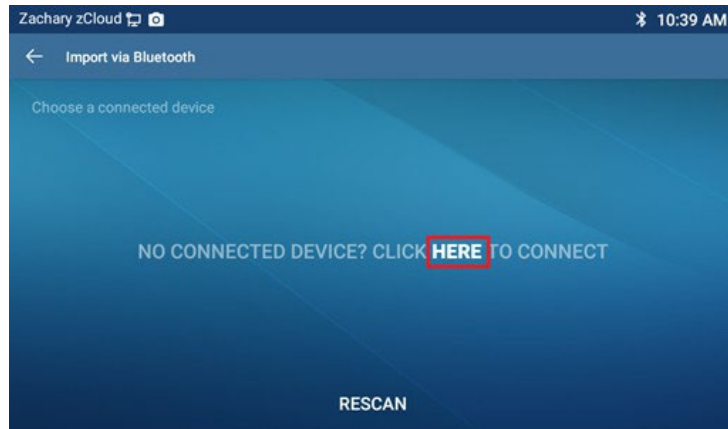 Zachary zCloud 10:39 AM
Import via Bluetooth
Choose a connected device
NO CONNECTED DEVICE? CLICK HERE TO CONNECT
RESCAN